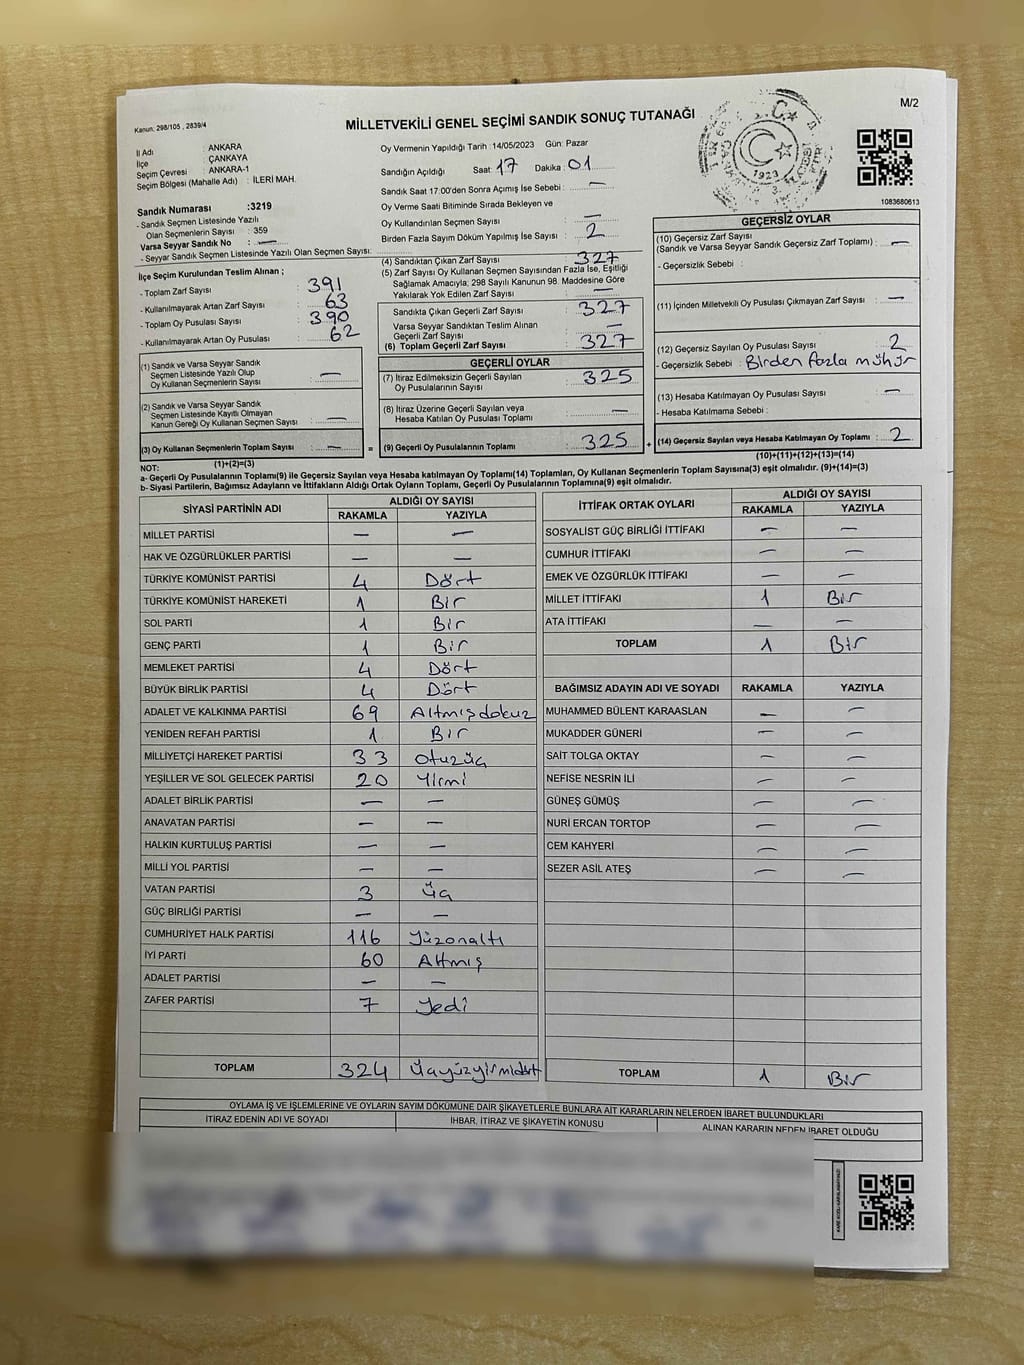 Kanun: 298/105 , 2839/4
M/2
MİLLETVEKİLİ GENEL SEÇİMİ SANDIK SONUÇ TUTANAĞI
İl Adı : ANKARA
İlçe : ÇANKAYA
Seçim Çevresi : ANKARA-1
Seçim Bölgesi (Mahalle Adı) : İLERİ MAH.
Sandık Numarası :3219
- Sandık Seçmen Listesinde Yazılı
Olan Seçmenlerin Sayısı : 359
Varsa Seyyar Sandık No : —
- Seyyar Sandık Seçmen Listesinde Yazılı Olan Seçmen Sayısı:
Oy Vermenin Yapıldığı Tarih :14/05/2023 Gün: Pazar
Sandığın Açıldığı Saat: 17 Dakika : 01
Sandık Saat 17:00'den Sonra Açımış İse Sebebi : —
Oy Verme Saati Bitiminde Sırada Bekleyen ve
Oy Kullandırılan Seçmen Sayısı : —
Birden Fazla Sayım Döküm Yapılmış İse Sayısı : 2
1923
1083680613
İlçe Seçim Kurulundan Teslim Alınan ;
- Toplam Zarf Sayısı : 391
- Kullanılmayarak Artan Zarf Sayısı : 63
- Toplam Oy Pusulası Sayısı : 390
- Kullanılmayarak Artan Oy Pusulası : 62
(4) Sandıktan Çıkan Zarf Sayısı : 327
(5) Zarf Sayısı Oy Kullanan Seçmen Sayısından Fazla İse, Eşitliği
Sağlamak Amacıyla; 298 Sayılı Kanunun 98. Maddesine Göre
Yakılarak Yok Edilen Zarf Sayısı : —
Sandıkta Çıkan Geçerli Zarf Sayısı : 327
Varsa Seyyar Sandıktan Teslim Alınan
Geçerli Zarf Sayısı : —
(6) Toplam Geçerli Zarf Sayısı : 327
GEÇERSİZ OYLAR
(10) Geçersiz Zarf Sayısı
(Sandık ve Varsa Seyyar Sandık Geçersiz Zarf Toplamı) : —
- Geçersizlik Sebebi :
(11) İçinden Milletvekili Oy Pusulası Çıkmayan Zarf Sayısı : —
(12) Geçersiz Sayılan Oy Pusulası Sayısı : 2
- Geçersizlik Sebebi : Birden fazla mühür
(13) Hesaba Katılmayan Oy Pusulası Sayısı : —
- Hesaba Katılmama Sebebi :
(1) Sandık ve Varsa Seyyar Sandık
Seçmen Listesinde Yazılı Olup
Oy Kullanan Seçmenlerin Sayısı : —
(2) Sandık ve Varsa Seyyar Sandık
Seçmen Listesinde Kayıtlı Olmayan
Kanun Gereği Oy Kullanan Seçmen Sayısı : —
GEÇERLİ OYLAR
(7) İtiraz Edilmeksizin Geçerli Sayılan
Oy Pusulalarının Sayısı : 325
(8) İtiraz Üzerine Geçerli Sayılan veya
Hesaba Katılan Oy Pusulası Toplamı : —
(3) Oy Kullanan Seçmenlerin Toplam Sayısı : — = (9) Geçerli Oy Pusulalarının Toplamı : 325 + (14) Geçersiz Sayılan veya Hesaba Katılmayan Oy Toplamı : 2
(1)+(2)=(3)
(10)+(11)+(12)+(13)=(14)
NOT:
a- Geçerli Oy Pusulalarının Toplamı(9) ile Geçersiz Sayılan veya Hesaba katılmayan Oy Toplamı(14) Toplamları, Oy Kullanan Seçmenlerin Toplam Sayısına(3) eşit olmalıdır. (9)+(14)=(3)
b- Siyasi Partilerin, Bağımsız Adayların ve İttifakların Aldığı Ortak Oyların Toplamı, Geçerli Oy Pusulalarının Toplamına(9) eşit olmalıdır.
SİYASİ PARTİNİN ADI ALDIĞI OY SAYISI
RAKAMLA YAZIYLA
MİLLET PARTİSİ — —
HAK VE ÖZGÜRLÜKLER PARTİSİ — —
TÜRKİYE KOMÜNİST PARTİSİ 4 Dört
TÜRKİYE KOMÜNİST HAREKETİ 1 Bir
SOL PARTİ 1 Bir
GENÇ PARTİ 1 Bir
MEMLEKET PARTİSİ 4 Dört
BÜYÜK BİRLİK PARTİSİ 4 Dört
ADALET VE KALKINMA PARTİSİ 69 Altmışdokuz
YENİDEN REFAH PARTİSİ 1 Bir
MİLLİYETÇİ HAREKET PARTİSİ 33 otuzüç
YEŞİLLER VE SOL GELECEK PARTİSİ 20 Yirmi
ADALET BİRLİK PARTİSİ — —
ANAVATAN PARTİSİ — —
HALKIN KURTULUŞ PARTİSİ — —
MİLLİ YOL PARTİSİ — —
VATAN PARTİSİ 3 Üç
GÜÇ BİRLİĞİ PARTİSİ — —
CUMHURİYET HALK PARTİSİ 116 Yüzonaltı
İYİ PARTİ 60 Altmış
ADALET PARTİSİ — —
ZAFER PARTİSİ 7 Yedi
TOPLAM 324 Üçyüzyirmidört
İTTİFAK ORTAK OYLARI ALDIĞI OY SAYISI
RAKAMLA YAZIYLA
SOSYALİST GÜÇ BİRLİĞİ İTTİFAKI — —
CUMHUR İTTİFAKI — —
EMEK VE ÖZGÜRLÜK İTTİFAKI — —
MİLLET İTTİFAKI 1 Bir
ATA İTTİFAKI — —
TOPLAM 1 Bir
BAĞIMSIZ ADAYIN ADI VE SOYADI RAKAMLA YAZIYLA
MUHAMMED BÜLENT KARAASLAN — —
MUKADDER GÜNERİ — —
SAİT TOLGA OKTAY — —
NEFİSE NESRİN İLİ — —
GÜNEŞ GÜMÜŞ — —
NURİ ERCAN TORTOP — —
CEM KAHYERİ — —
SEZER ASİL ATEŞ — —
TOPLAM 1 Bir
OYLAMA İŞ VE İŞLEMLERİNE VE OYLARIN SAYIM DÖKÜMÜNE DAİR ŞİKAYETLERLE BUNLARA AİT KARARLARIN NELERDEN İBARET BULUNDUKLARI
İTİRAZ EDENİN ADI VE SOYADI İHBAR, İTİRAZ VE ŞİKAYETİN KONUSU ALINAN KARARIN NEDEN İBARET OLDUĞU